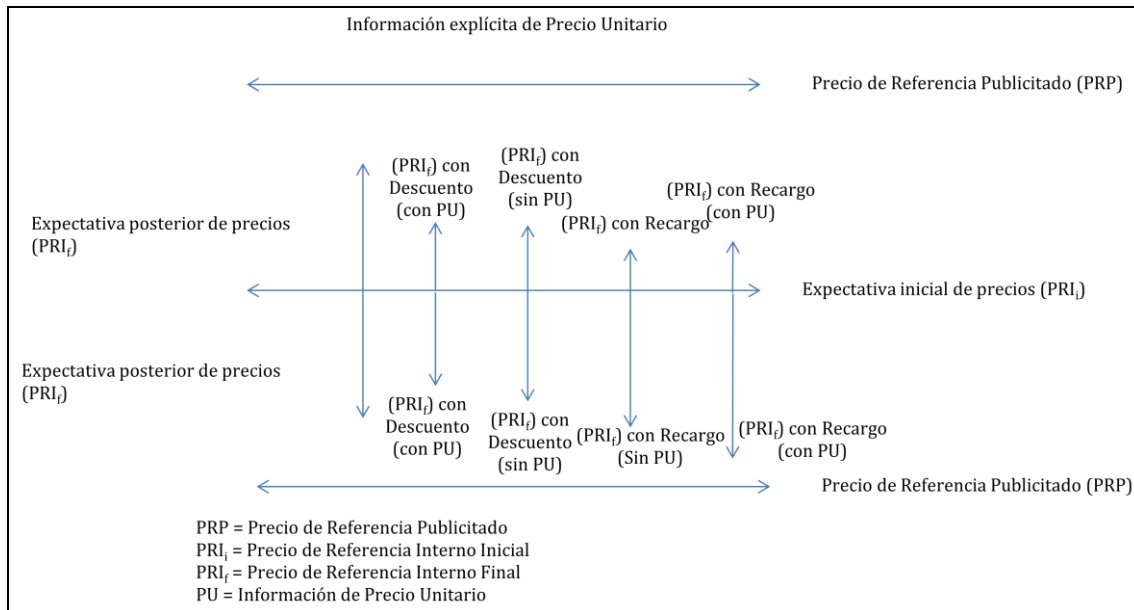 Información explícita de Precio Unitario
Precio de Referencia Publicitado (PRP)
(PRIf) con
Descuento
(con PU)
(PRIf) con
Descuento
(sin PU)
(PRIf) con Recargo
(PRIf) con Recargo
(con PU)
Expectativa posterior de precios
(PRIf)
Expectativa inicial de precios (PRIi)
Expectativa posterior de precios
(PRIf)
(PRIf) con
Descuento
(con PU)
(PRIf) con
Descuento
(sin PU)
(PRIf) con Recargo
(Sin PU)
(PRIf) con Recargo
(con PU)
Precio de Referencia Publicitado (PRP)
PRP = Precio de Referencia Publicitado
PRIi = Precio de Referencia Interno Inicial
PRIf = Precio de Referencia Interno Final
PU = Información de Precio Unitario